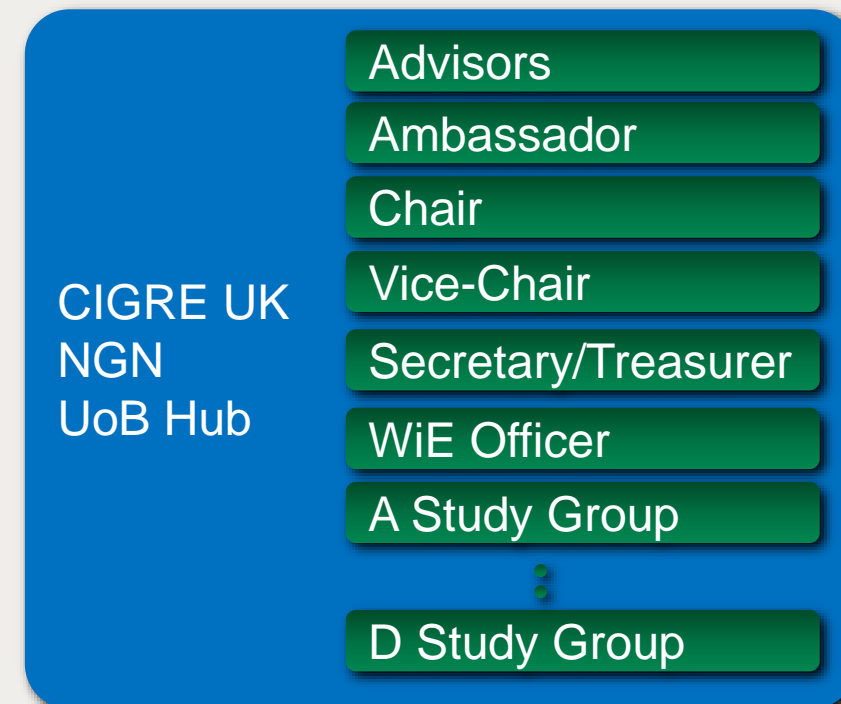 CIGRE UK
NGN
UoB Hub
Advisors
Ambassador
Chair
Vice-Chair
Secretary/Treasurer
WiE Officer
A Study Group
D Study Group